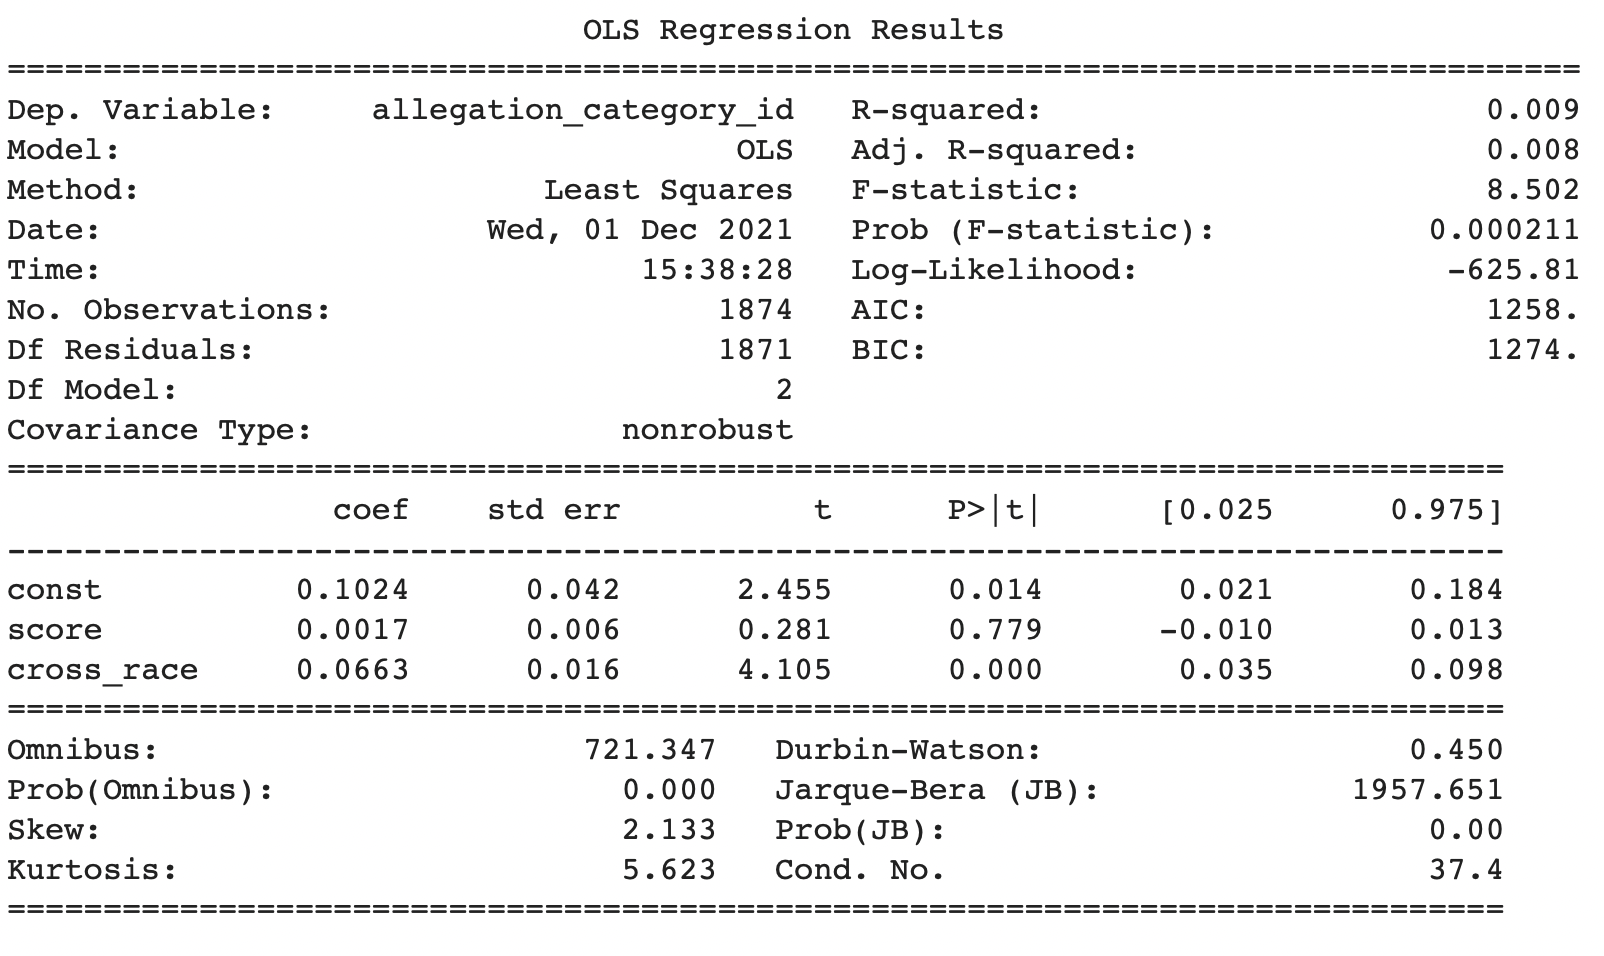 OLS Regression Results
==============================================================================
Dep. Variable: allegation_category_id R-squared: 0.009
Model: OLS Adj. R-squared: 0.008
Method: Least Squares F-statistic: 8.502
Date: Wed, 01 Dec 2021 Prob (F-statistic): 0.000211
Time: 15:38:28 Log-Likelihood: -625.81
No. Observations: 1874 AIC: 1258.
Df Residuals: 1871 BIC: 1274.
Df Model: 2
Covariance Type: nonrobust
==============================================================================
coef std err t P>|t| [0.025 0.975]
------------------------------------------------------------------------------
const 0.1024 0.042 2.455 0.014 0.021 0.184
score 0.0017 0.006 0.281 0.779 -0.010 0.013
cross_race 0.0663 0.016 4.105 0.000 0.035 0.098
==============================================================================
Omnibus: 721.347 Durbin-Watson: 0.450
Prob(Omnibus): 0.000 Jarque-Bera (JB): 1957.651
Skew: 2.133 Prob(JB): 0.00
Kurtosis: 5.623 Cond. No. 37.4
==============================================================================